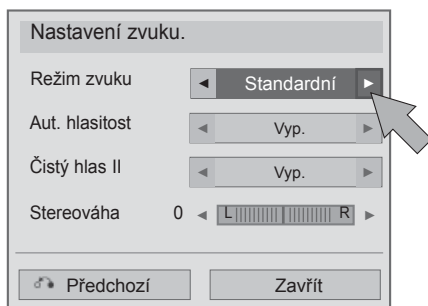 Nastavení zvuku.
Režim zvuku ◄ Standardní ►
Aut. hlasitost ◄ Vyp. ►
Čistý hlas II ◄ Vyp. ►
Stereováha 0 ◄ L R ►
Předchozí Zavřít